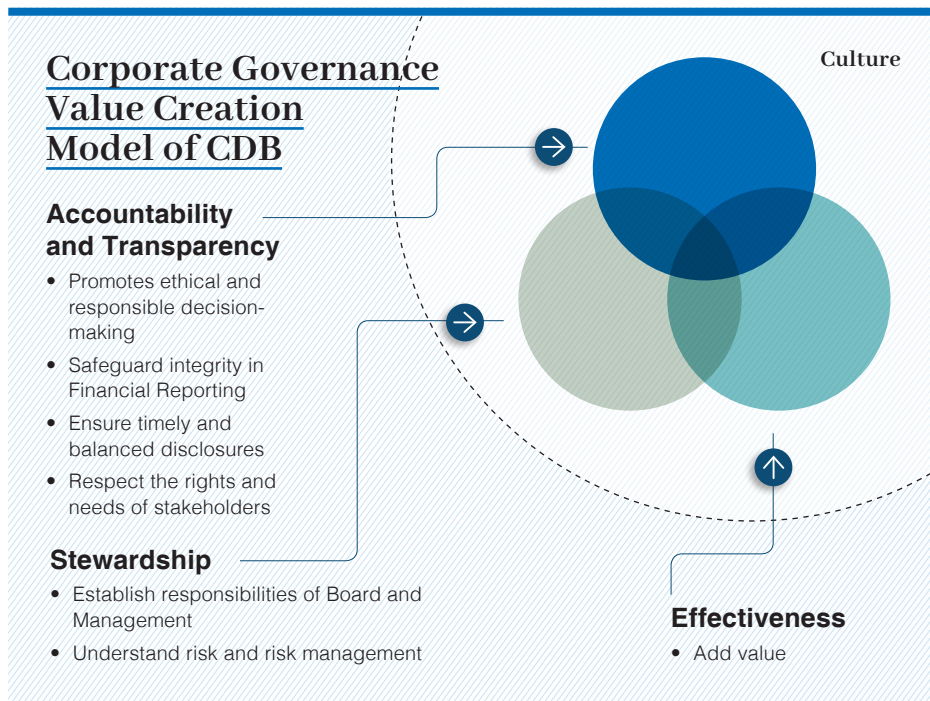 Corporate Governance
Value Creation
Model of CDB
Culture
Accountability
and Transparency
• Promotes ethical and
responsible decision-
making
• Safeguard integrity in
Financial Reporting
• Ensure timely and
balanced disclosures
• Respect the rights and
needs of stakeholders
Stewardship
• Establish responsibilities of Board and
Management
• Understand risk and risk management
Effectiveness
• Add value